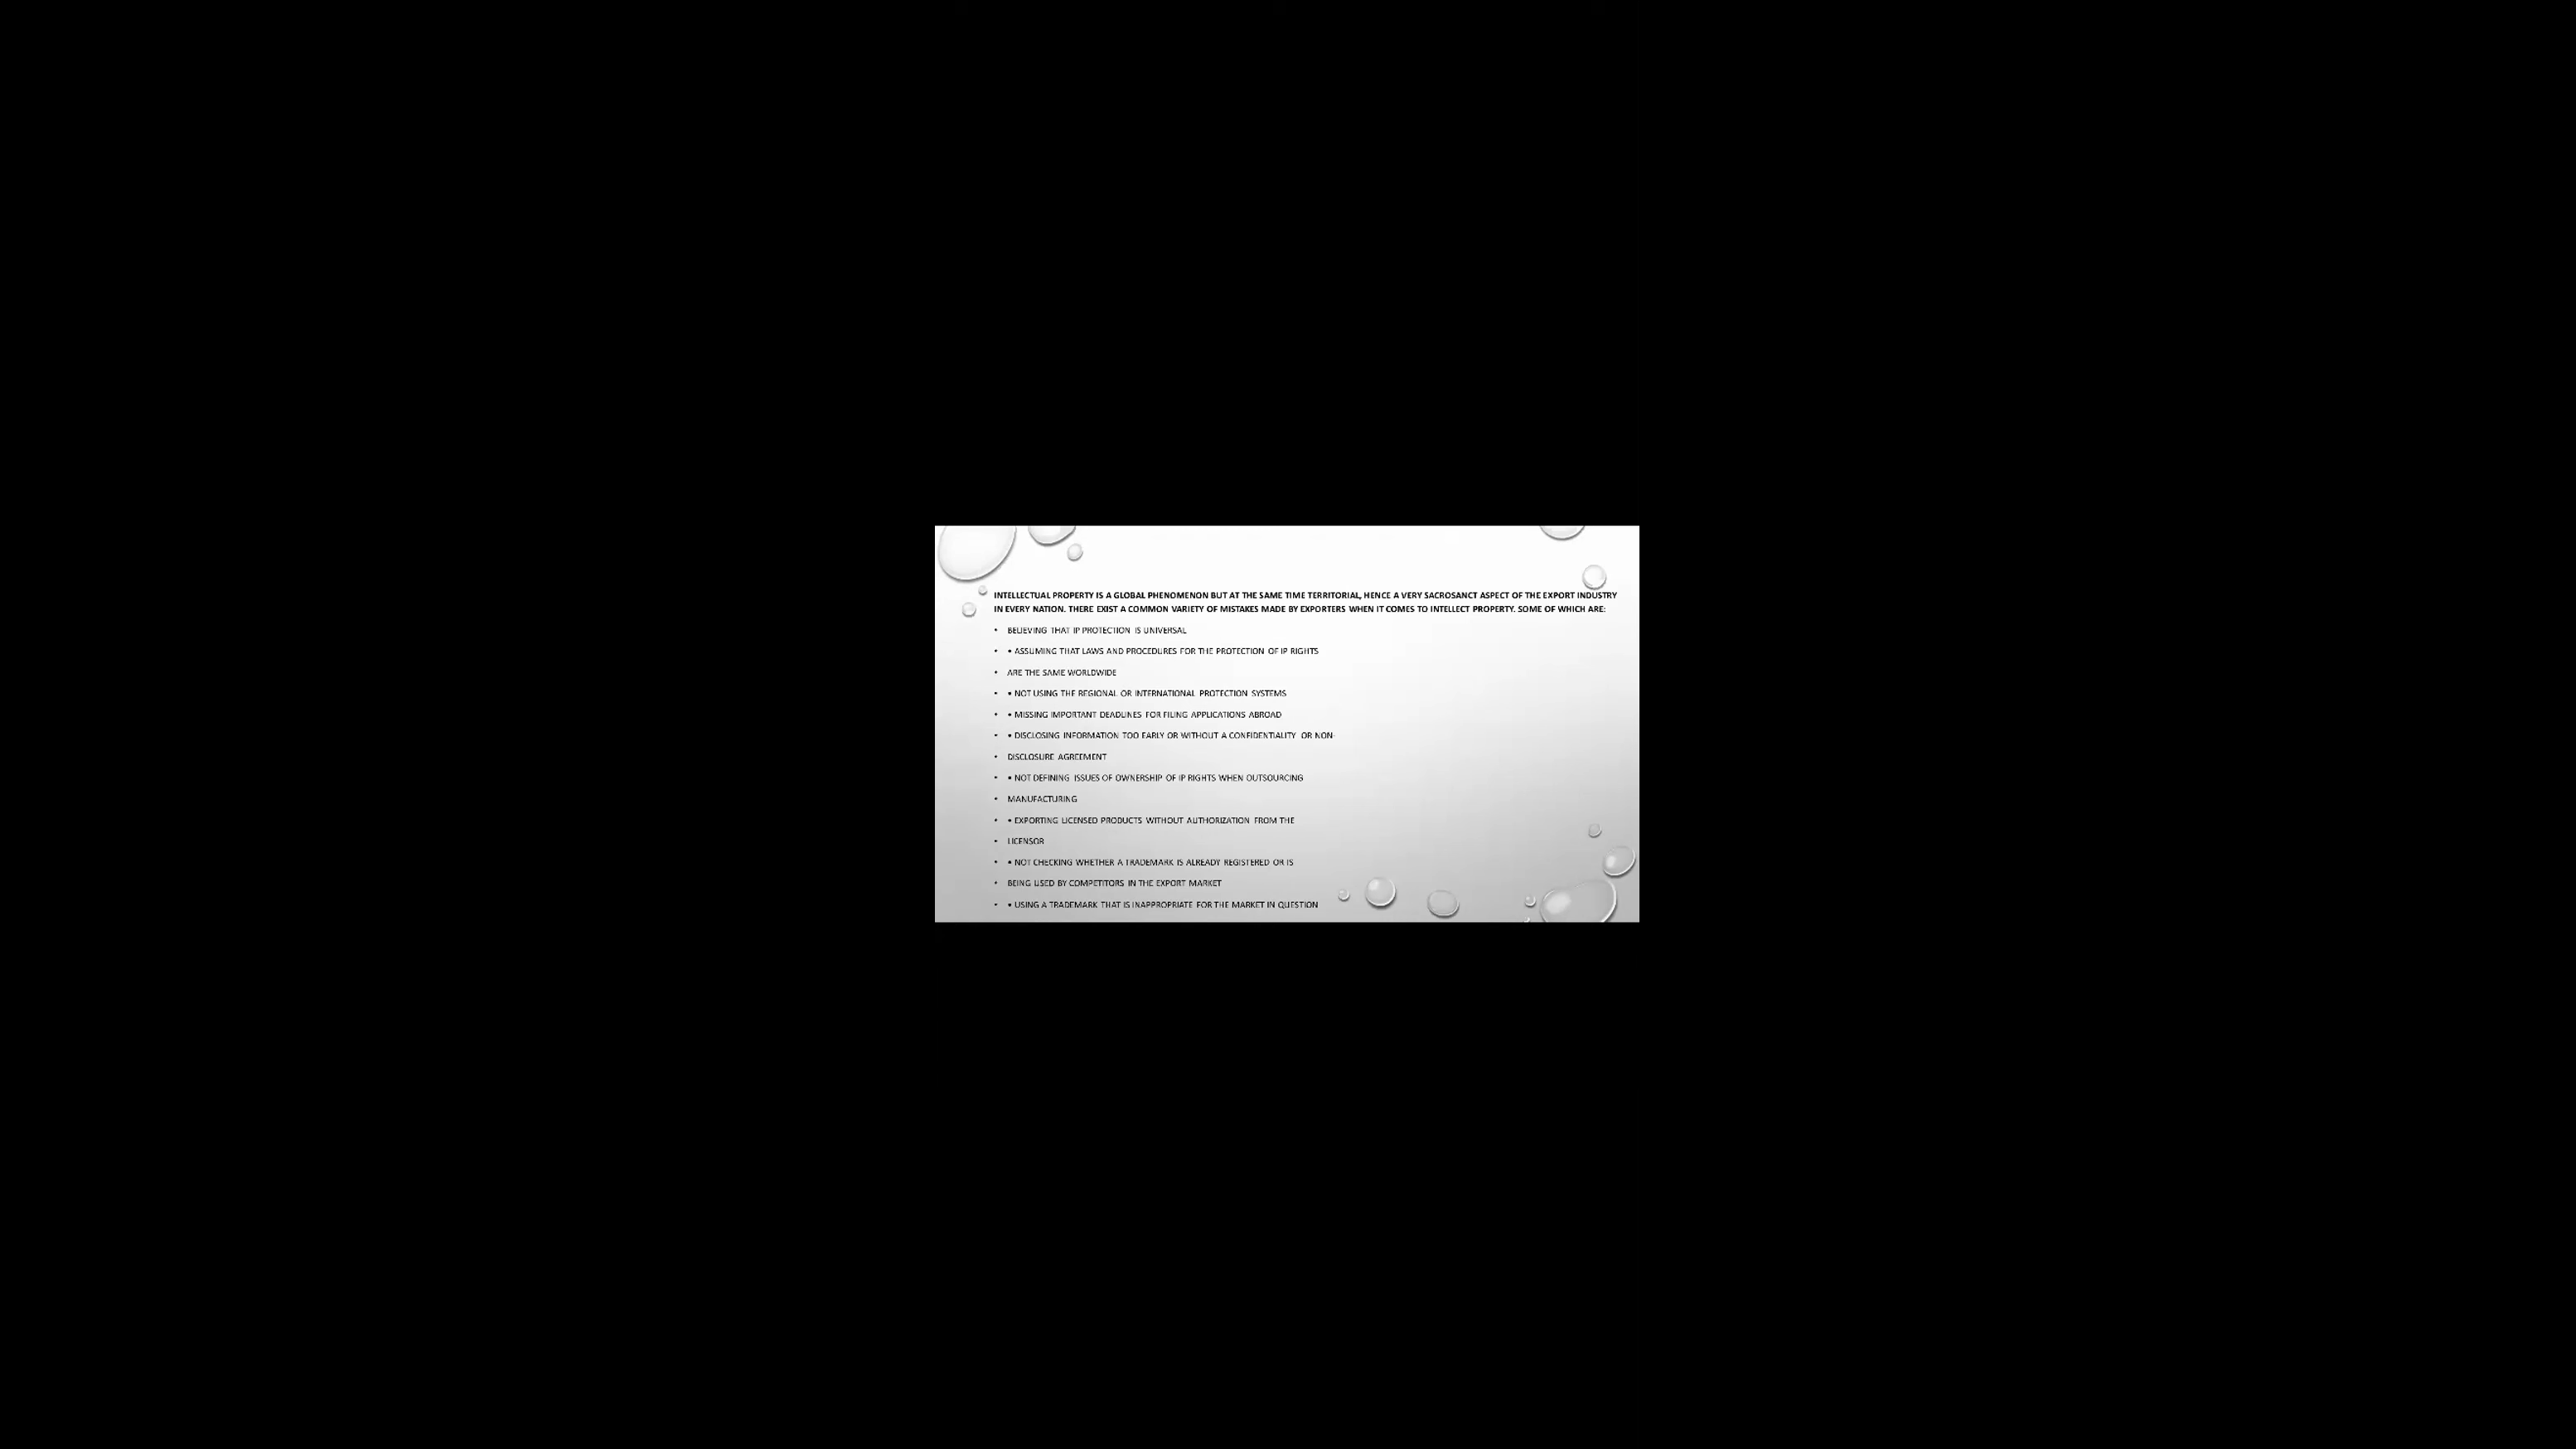 INTELLECTUAL PROPERTY IS A GLOBAL PHENOMENON BUT AT THE SAME TIME TERRITORIAL, HENCE A VERY SACROSANCT ASPECT OF THE EXPORT INDUSTRY
IN EVERY NATION. THERE EXIST A COMMON VARIETY OF MISTAKES MADE BY EXPORTERS WHEN IT COMES TO INTELLECT PROPERTY. SOME OF WHICH ARE:
• BELIEVING THAT IP PROTECTION IS UNIVERSAL
• • ASSUMING THAT LAWS AND PROCEDURES FOR THE PROTECTION OF IP RIGHTS
• ARE THE SAME WORLDWIDE
• • NOT USING THE REGIONAL OR INTERNATIONAL PROTECTION SYSTEMS
• • MISSING IMPORTANT DEADLINES FOR FILING APPLICATIONS ABROAD
• • DISCLOSING INFORMATION TOO EARLY OR WITHOUT A CONFIDENTIALITY OR NON-
• DISCLOSURE AGREEMENT
• • NOT DEFINING ISSUES OF OWNERSHIP OF IP RIGHTS WHEN OUTSOURCING
• MANUFACTURING
• • EXPORTING LICENSED PRODUCTS WITHOUT AUTHORIZATION FROM THE
• LICENSOR
• • NOT CHECKING WHETHER A TRADEMARK IS ALREADY REGISTERED OR IS
• BEING USED BY COMPETITORS IN THE EXPORT MARKET
• • USING A TRADEMARK THAT IS INAPPROPRIATE FOR THE MARKET IN QUESTION